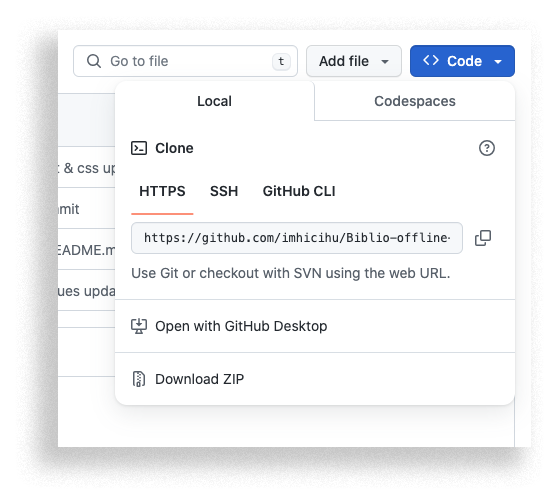 Go to file t Add file <> Code
Local Codespaces
Clone
t & css up
HTTPS SSH GitHub CLI
mit
https://github.com/imhicihu/Biblio-offline-
EADME.m
Use Git or checkout with SVN using the web URL.
ues upda
Open with GitHub Desktop
Download ZIP